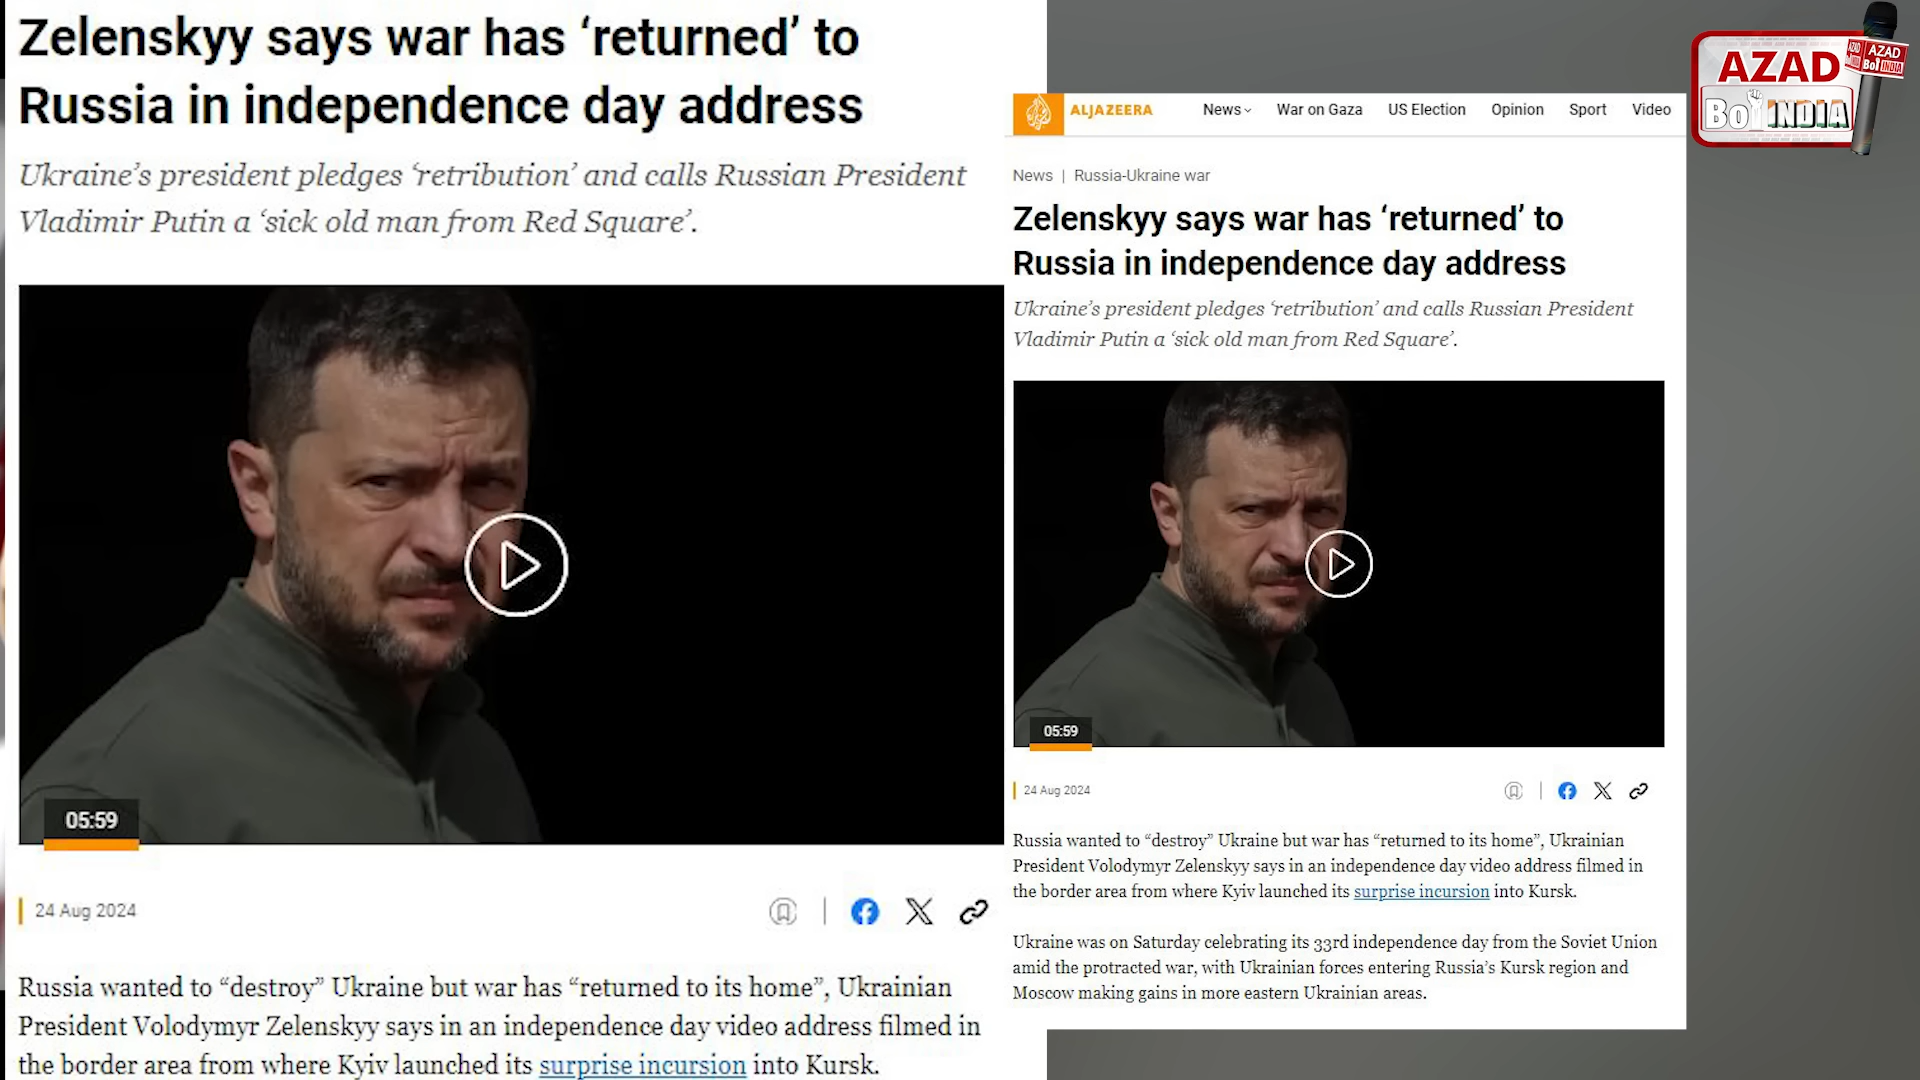 Zelenskyy says war has ‘returned’ to
Russia in independence day address
Ukraine’s president pledges ‘retribution’ and calls Russian President
Vladimir Putin a ‘sick old man from Red Square’.
05:59
24 Aug 2024
Russia wanted to “destroy” Ukraine but war has “returned to its home”, Ukrainian
President Volodymyr Zelenskyy says in an independence day video address filmed in
the border area from where Kyiv launched its surprise incursion into Kursk.
ALJAZEERA News War on Gaza US Election Opinion Sport Video
News | Russia-Ukraine war
Zelenskyy says war has ‘returned’ to
Russia in independence day address
Ukraine’s president pledges ‘retribution’ and calls Russian President
Vladimir Putin a ‘sick old man from Red Square’.
05:59
24 Aug 2024
Russia wanted to “destroy” Ukraine but war has “returned to its home”, Ukrainian
President Volodymyr Zelenskyy says in an independence day video address filmed in
the border area from where Kyiv launched its surprise incursion into Kursk.
Ukraine was on Saturday celebrating its 33rd independence day from the Soviet Union
amid the protracted war, with Ukrainian forces entering Russia’s Kursk region and
Moscow making gains in more eastern Ukrainian areas.
AZAD
Bol INDIA
AZAD
AZAD
Bol INDIA